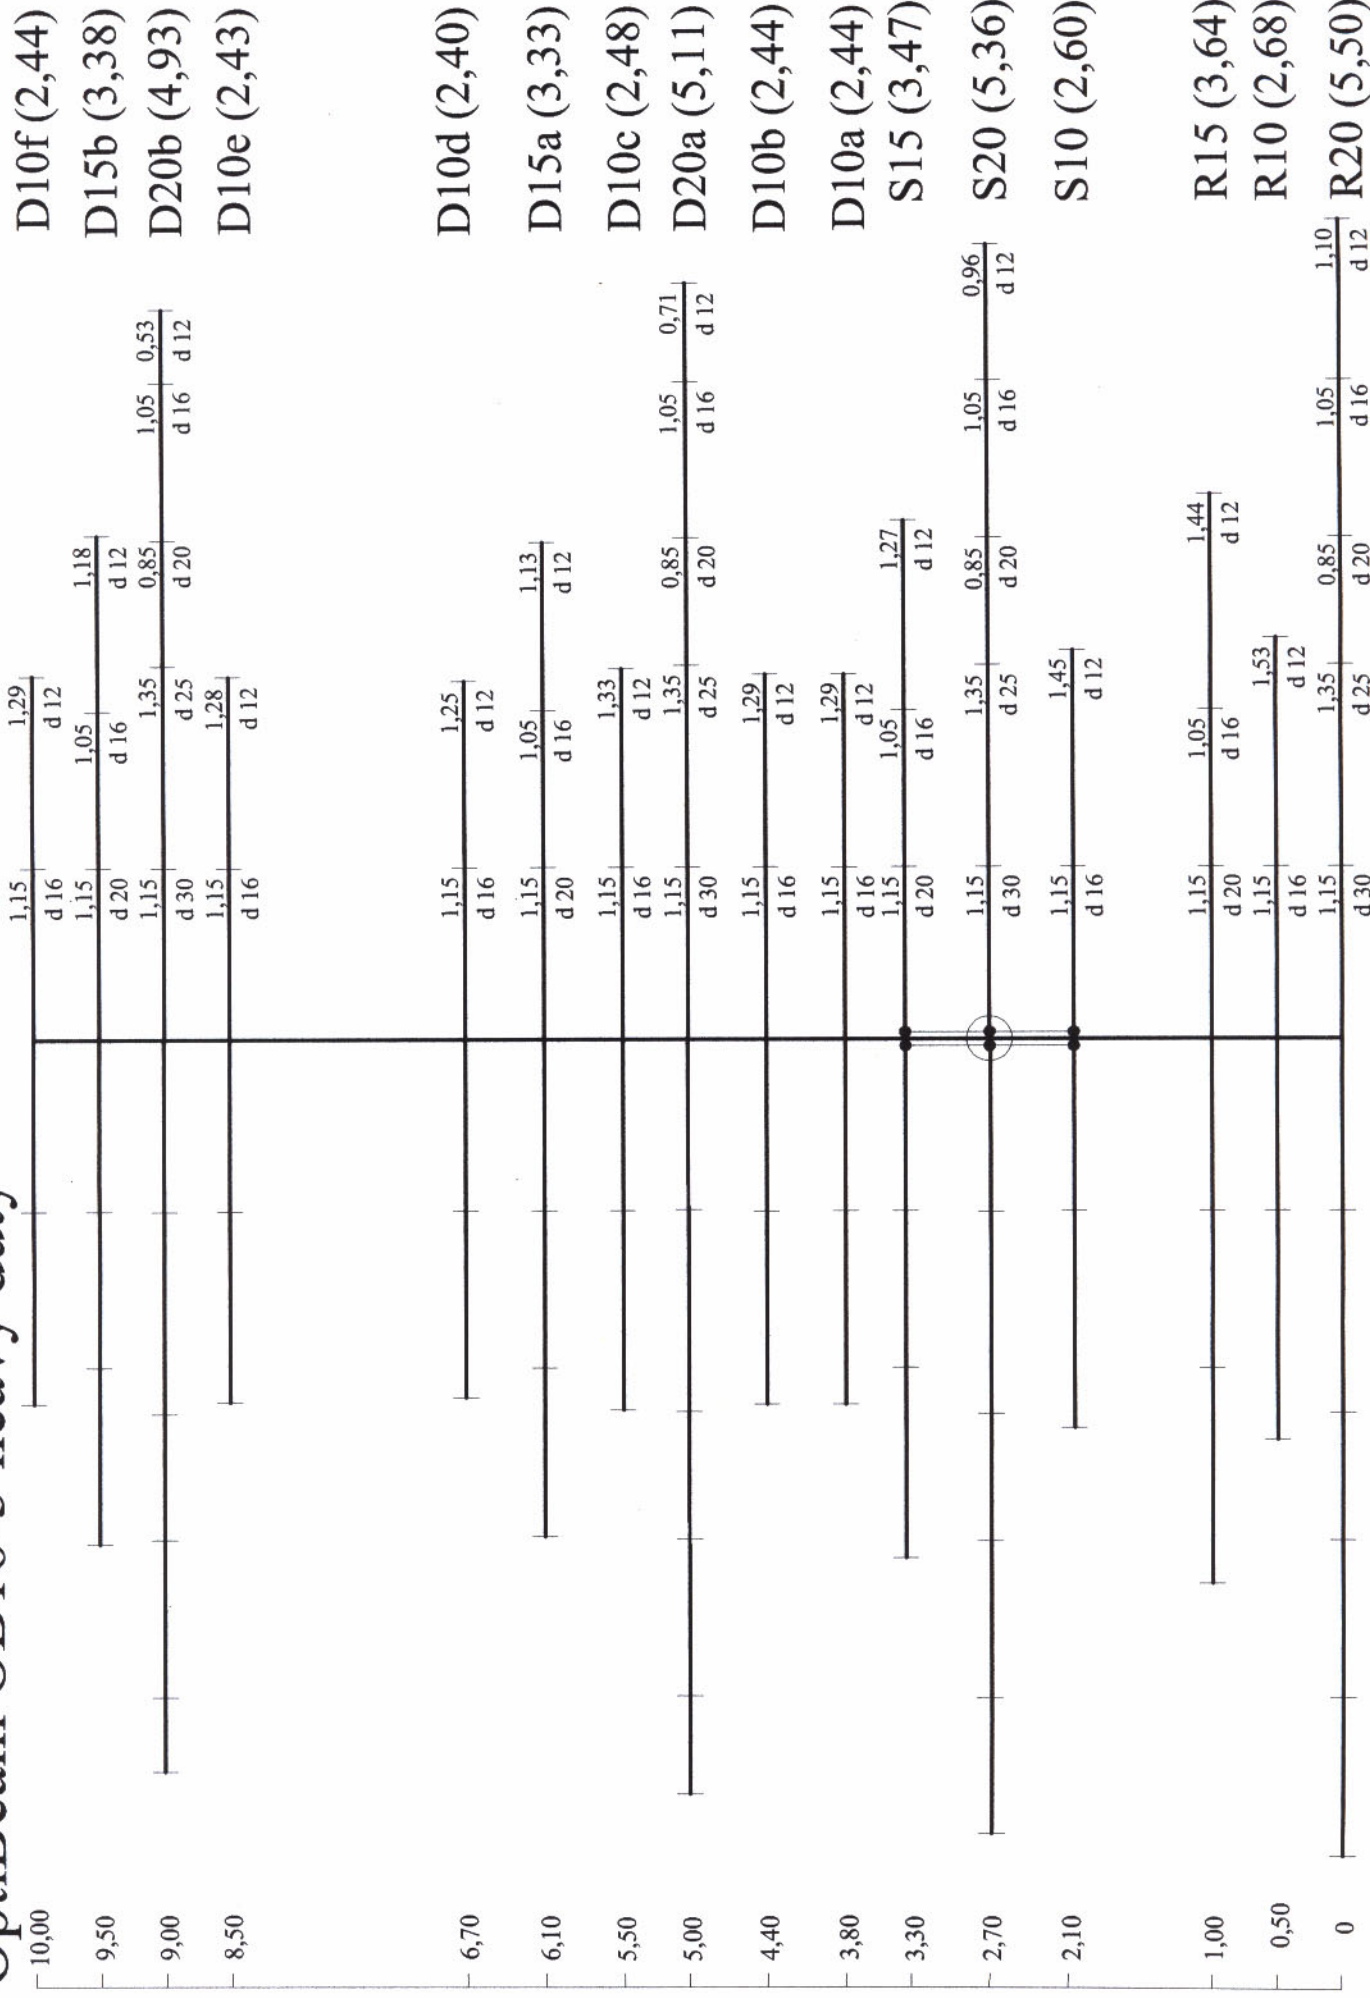 OptiBeam OB16-3 heavy duty
10,00 1,15 1,29 D10f (2,44)
d 16 d 12
9,50 1,15 1,05 1,18 D15b (3,38)
d 20 d 16 d 12
9,00 1,15 1,35 0,85 1,05 0,53 D20b (4,93)
d 30 d 25 d 20 d 16 d 12
8,50 1,15 1,28 D10e (2,43)
d 16 d 12
6,70 1,15 1,25 D10d (2,40)
d 16 d 12
6,10 1,15 1,05 1,13 D15a (3,33)
d 20 d 16 d 12
5,50 1,15 1,33 D10c (2,48)
d 16 d 12
5,00 1,15 1,35 0,85 1,05 0,71 D20a (5,11)
d 30 d 25 d 20 d 16 d 12
4,40 1,15 1,29 D10b (2,44)
d 16 d 12
3,80 1,15 1,29 D10a (2,44)
d 16 d 12
3,30 1,15 1,05 1,27 S15 (3,47)
d 20 d 16 d 12
2,70 1,15 1,35 0,85 1,05 0,96 S20 (5,36)
d 30 d 25 d 20 d 16 d 12
2,10 1,15 1,45 S10 (2,60)
d 16 d 12
1,00 1,15 1,05 1,44 R15 (3,64)
d 20 d 16 d 12
0,50 1,15 1,53 R10 (2,68)
d 16 d 12
0 1,15 1,35 0,85 1,05 1,10 R20 (5,50)
d 30 d 25 d 20 d 16 d 12